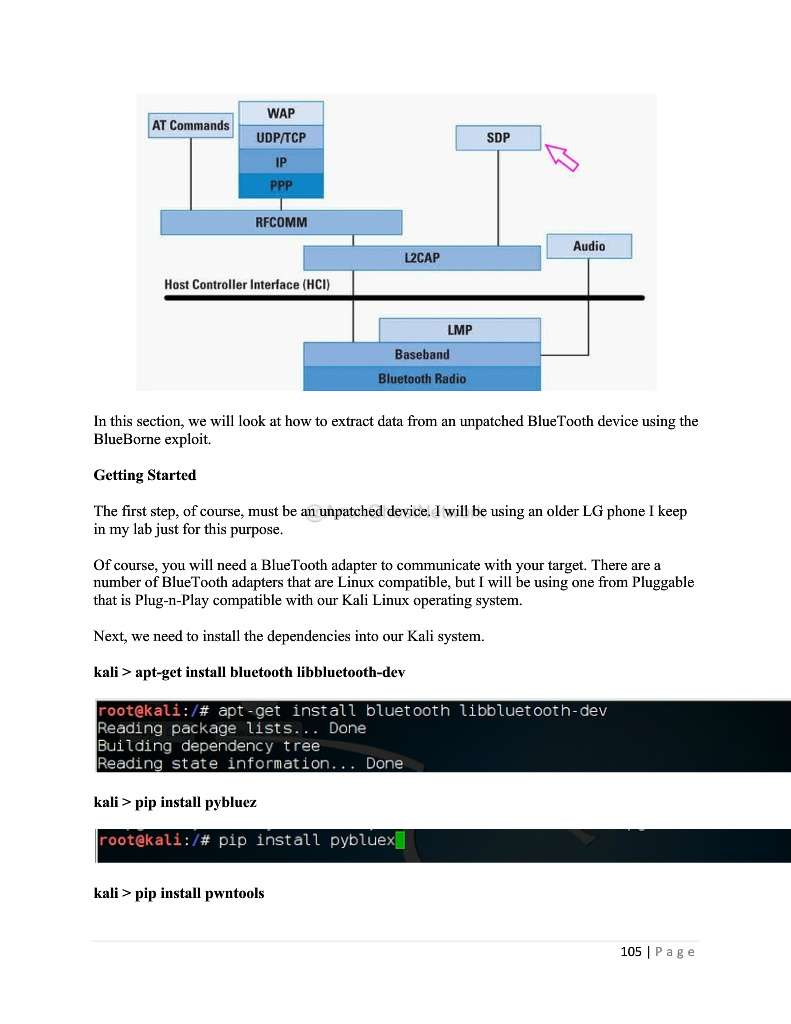 WAP
AT Commands
UDP/TCP
SDP
IP
PPP
RFCOMM
Audio
L2CAP
Host Controller Interface (HCI)
LMP
Baseband
Bluetooth Radio
In this section, we will look at how to extract data from an unpatched BlueTooth device using the
BlueBorne exploit.
Getting Started
The first step, of course, must be an unpatched device. I will be using an older LG phone I keep
in my lab just for this purpose.
Of course, you will need a BlueTooth adapter to communicate with your target. There are a
number of BlueTooth adapters that are Linux compatible, but I will be using one from Pluggable
that is Plug-n-Play compatible with our Kali Linux operating system.
Next, we need to install the dependencies into our Kali system.
kali > apt-get install bluetooth libbluetooth-dev
root@kali:/# apt-get install bluetooth libbluetooth-dev
Reading package lists... Done
Building dependency tree
Reading state information... Done
kali > pip install pybluez
root@kali:/# pip install pybluex
kali > pip install pwntools
105 | Page